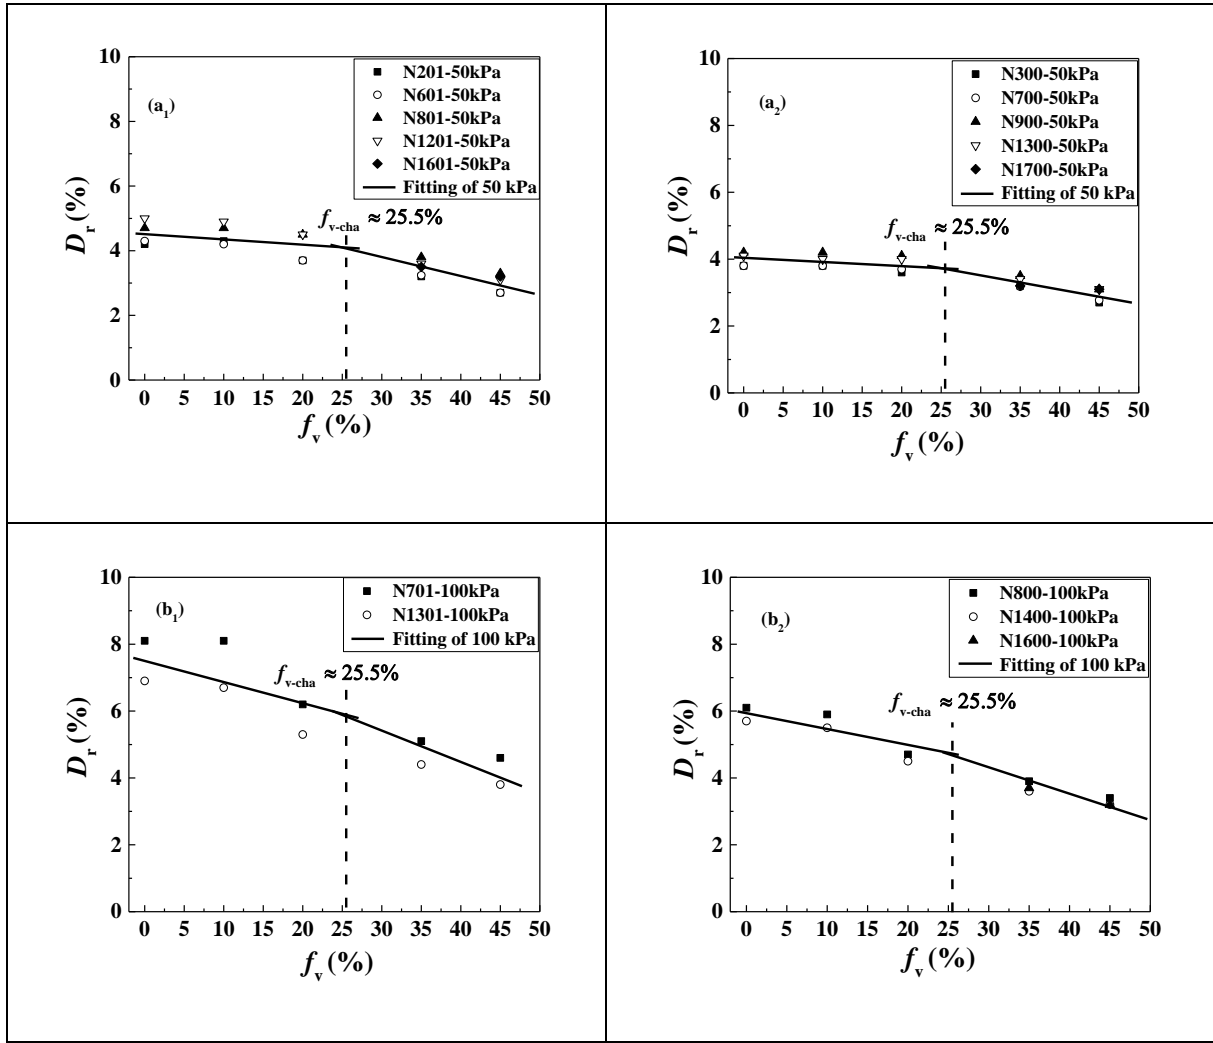 (a1)
N201-50kPa
N601-50kPa
N801-50kPa
N1201-50kPa
N1601-50kPa
Fitting of 50 kPa
fv-cha ≈ 25.5%
10
8
6
4
2
0
Dr (%)
0 5 10 15 20 25 30 35 40 45 50
fv (%)
(a2)
N300-50kPa
N700-50kPa
N900-50kPa
N1300-50kPa
N1700-50kPa
Fitting of 50 kPa
fv-cha ≈ 25.5%
10
8
6
4
2
0
Dr (%)
0 5 10 15 20 25 30 35 40 45 50
fv (%)
(b1)
N701-100kPa
N1301-100kPa
Fitting of 100 kPa
fv-cha ≈ 25.5%
10
8
6
4
2
0
Dr (%)
0 5 10 15 20 25 30 35 40 45 50
fv (%)
(b2)
N800-100kPa
N1400-100kPa
N1600-100kPa
Fitting of 100 kPa
fv-cha ≈ 25.5%
10
8
6
4
2
0
Dr (%)
0 5 10 15 20 25 30 35 40 45 50
fv (%)